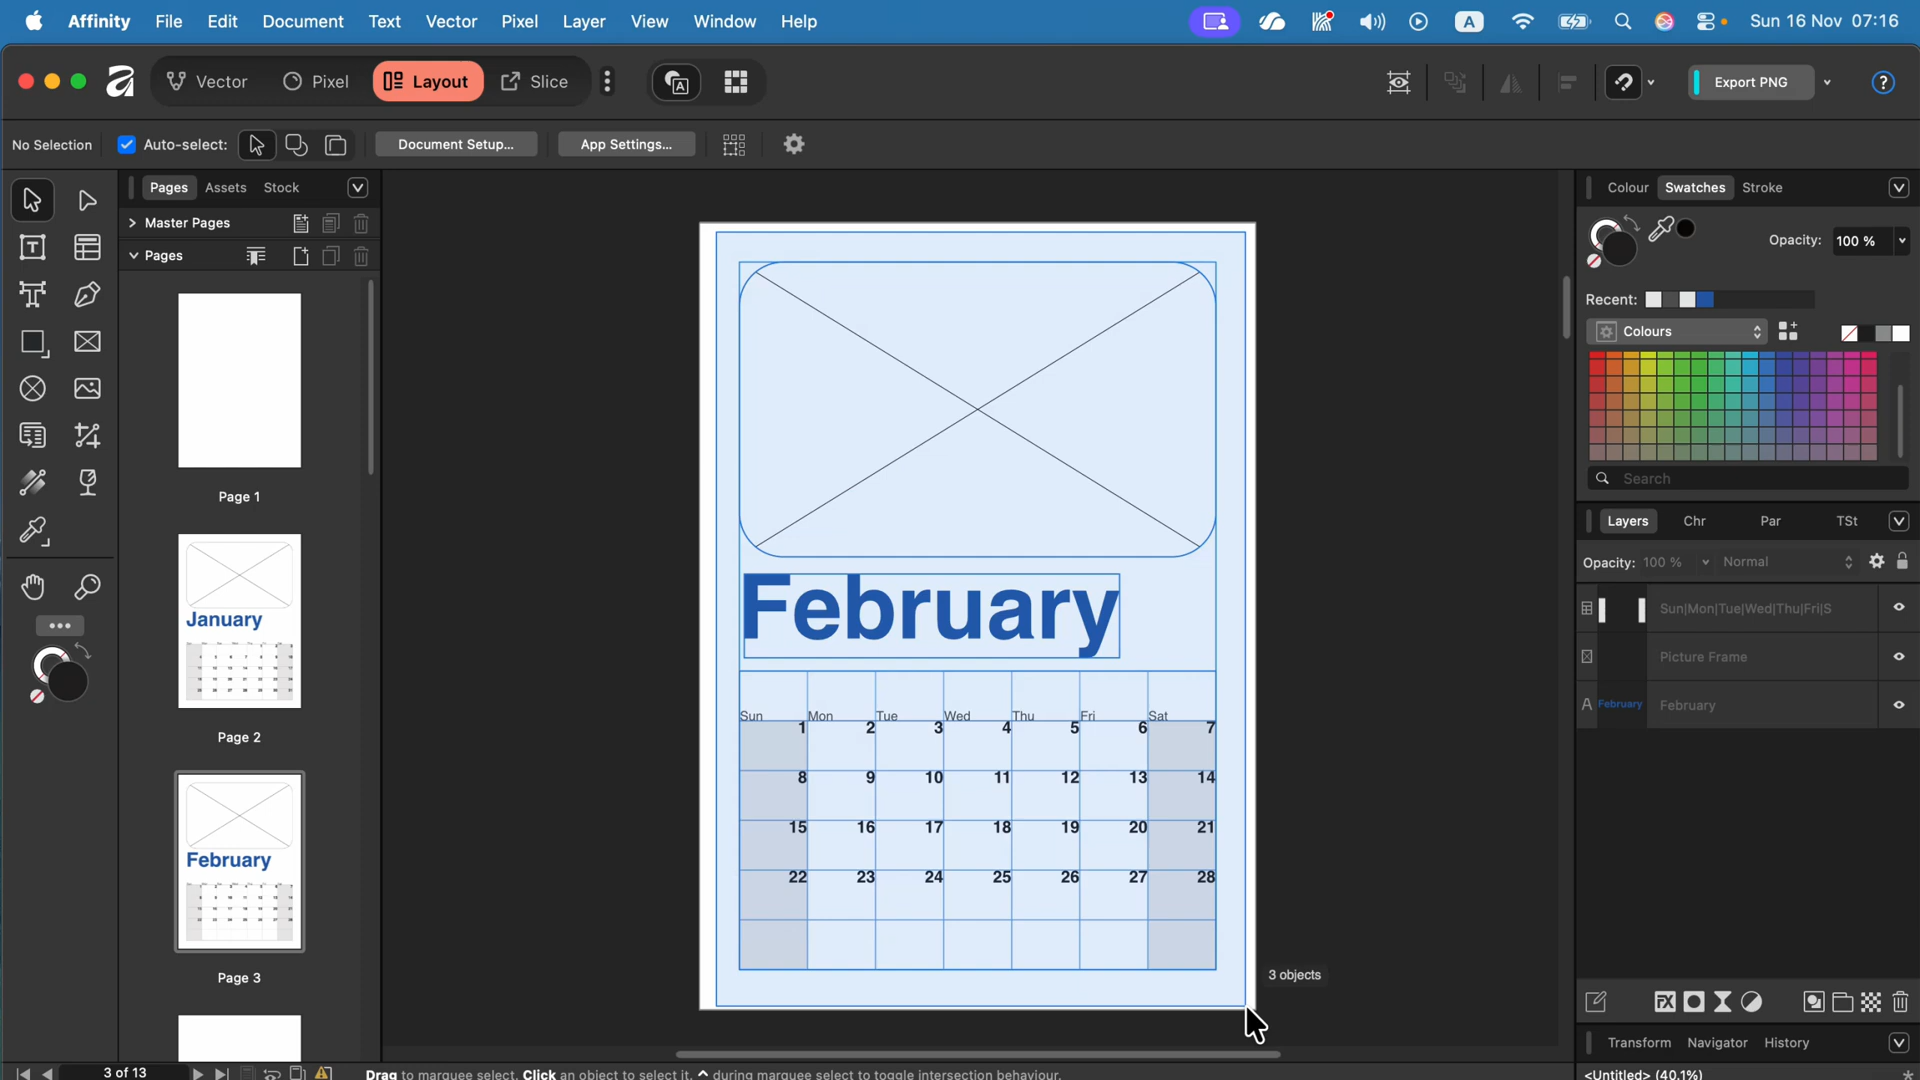 Affinity File Edit Document Text Vector Pixel Layer View Window Help A Sun 16 Nov 07:16
Vector Pixel Layout Slice A Export PNG ?
No Selection Auto-select: Document Setup... App Settings...
Pages Assets Stock
Master Pages
Pages
Page 1
January
Page 2
February
Page 3
February
Sun Mon Tue Wed Thu Fri Sat
1 2 3 4 5 6 7
8 9 10 11 12 13 14
15 16 17 18 19 20 21
22 23 24 25 26 27 28
3 objects
Colour Swatches Stroke
Opacity: 100 %
Recent:
Colours
Search
Layers Chr Par TSt
Opacity: 100 % Normal
Sun|Mon|Tue|Wed|Thu|Fri|S
Picture Frame
A February February
FX
Transform Navigator History
3 of 13 Drag to marquee select. Click an object to select it. ^ during marquee select to toggle intersection behaviour.
<Untitled> (40.1%) *